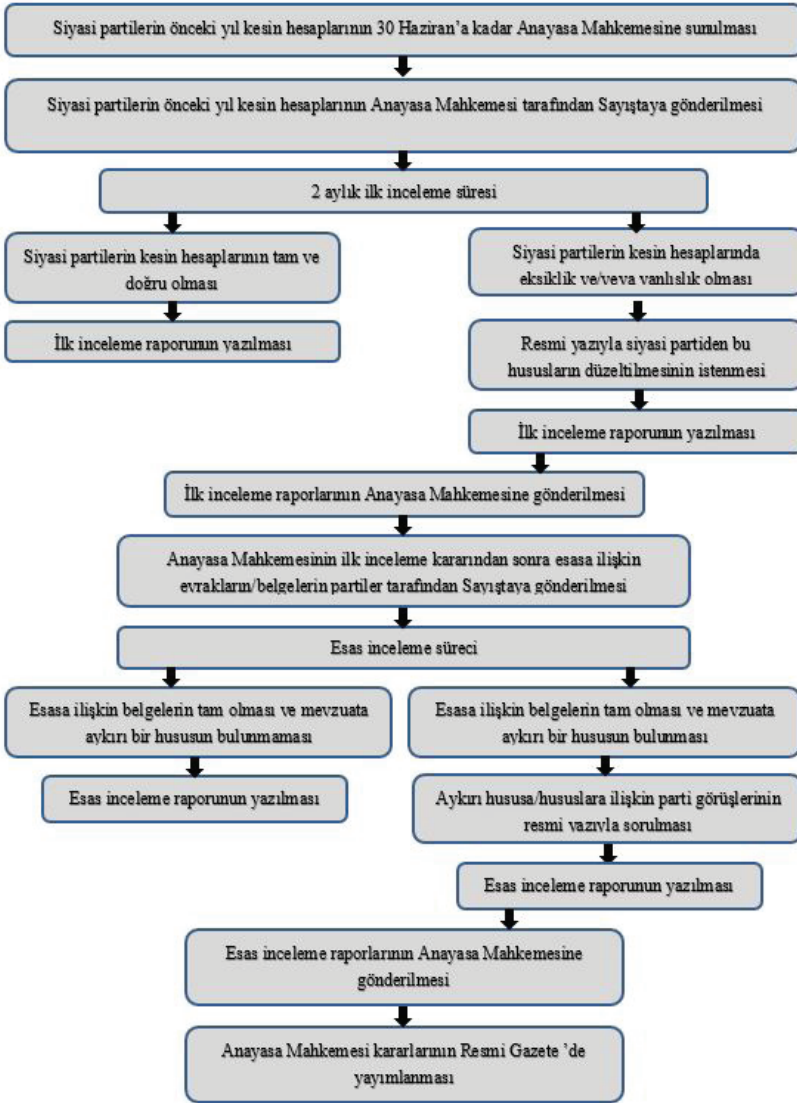 Siyasi partilerin önceki yıl kesin hesaplarının 30 Haziran’a kadar Anayasa Mahkemesine sunulması
Siyasi partilerin önceki yıl kesin hesaplarının Anayasa Mahkemesi tarafından Sayıştaya gönderilmesi
2 aylık ilk inceleme süresi
Siyasi partilerin kesin hesaplarının tam ve
doğru olması
Siyasi partilerin kesin hesaplarında
eksiklik ve/veva vanlıslık olması
İlk inceleme raporunun yazılması
Resmi yazıyla siyasi partiden bu
hususların düzeltilmesinin istenmesi
İlk inceleme raporunun yazılması
İlk inceleme raporlarının Anayasa Mahkemesine gönderilmesi
Anayasa Mahkemesinin ilk inceleme kararından sonra esasa ilişkin
evrakların/belgelerin partiler tarafından Sayıştaya gönderilmesi
Esas inceleme süreci
Esasa ilişkin belgelerin tam olması ve mevzuata
aykırı bir hususun bulunmaması
Esasa ilişkin belgelerin tam olması ve mevzuata
aykırı bir hususun bulunması
Esas inceleme raporunun yazılması
Aykırı hususa/hususlara ilişkin parti görüşlerinin
resmi vazıvla sorulması
Esas inceleme raporunun yazılması
Esas inceleme raporlarının Anayasa Mahkemesine
gönderilmesi
Anayasa Mahkemesi kararlarının Resmi Gazete ’de
yayımlanması